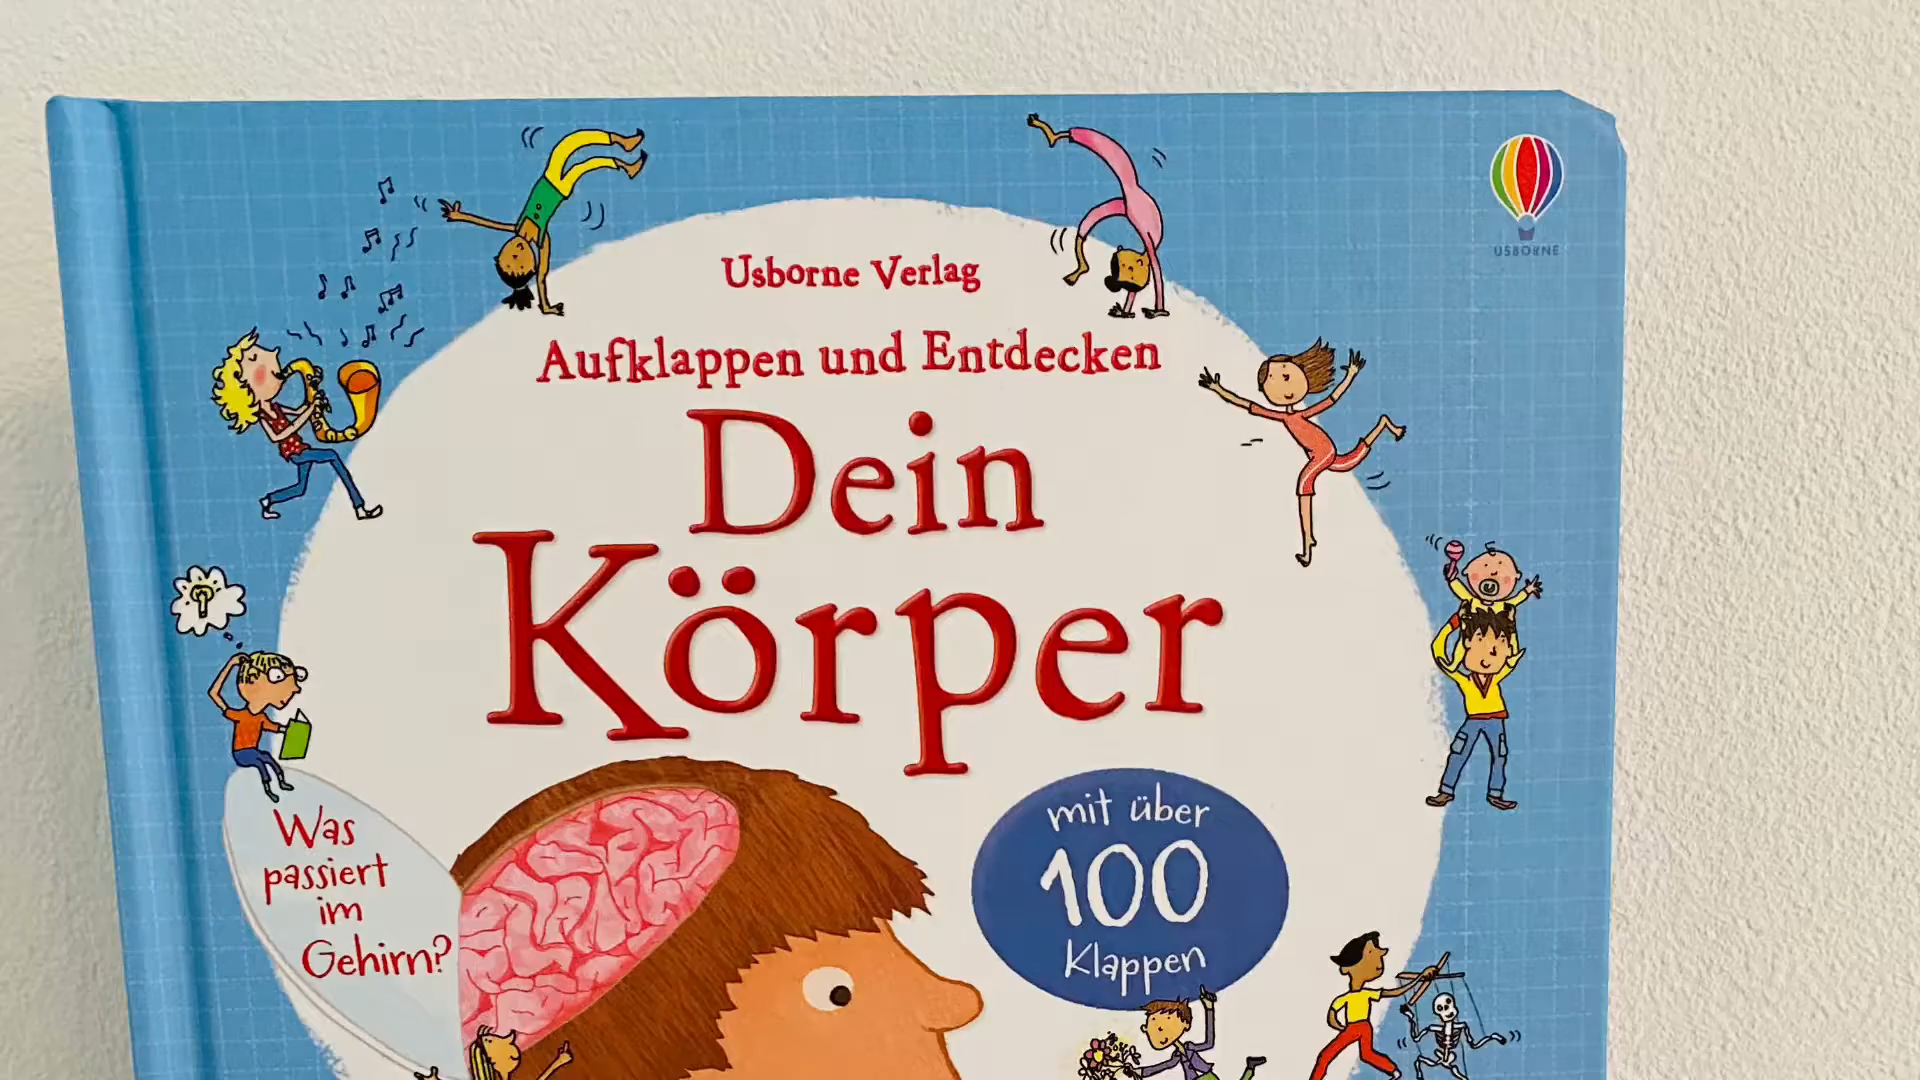 USBORNE
Usborne Verlag
Aufklappen und Entdecken
Dein
Körper
Was
passiert
im
Gehirn?
mit über
100
Klappen